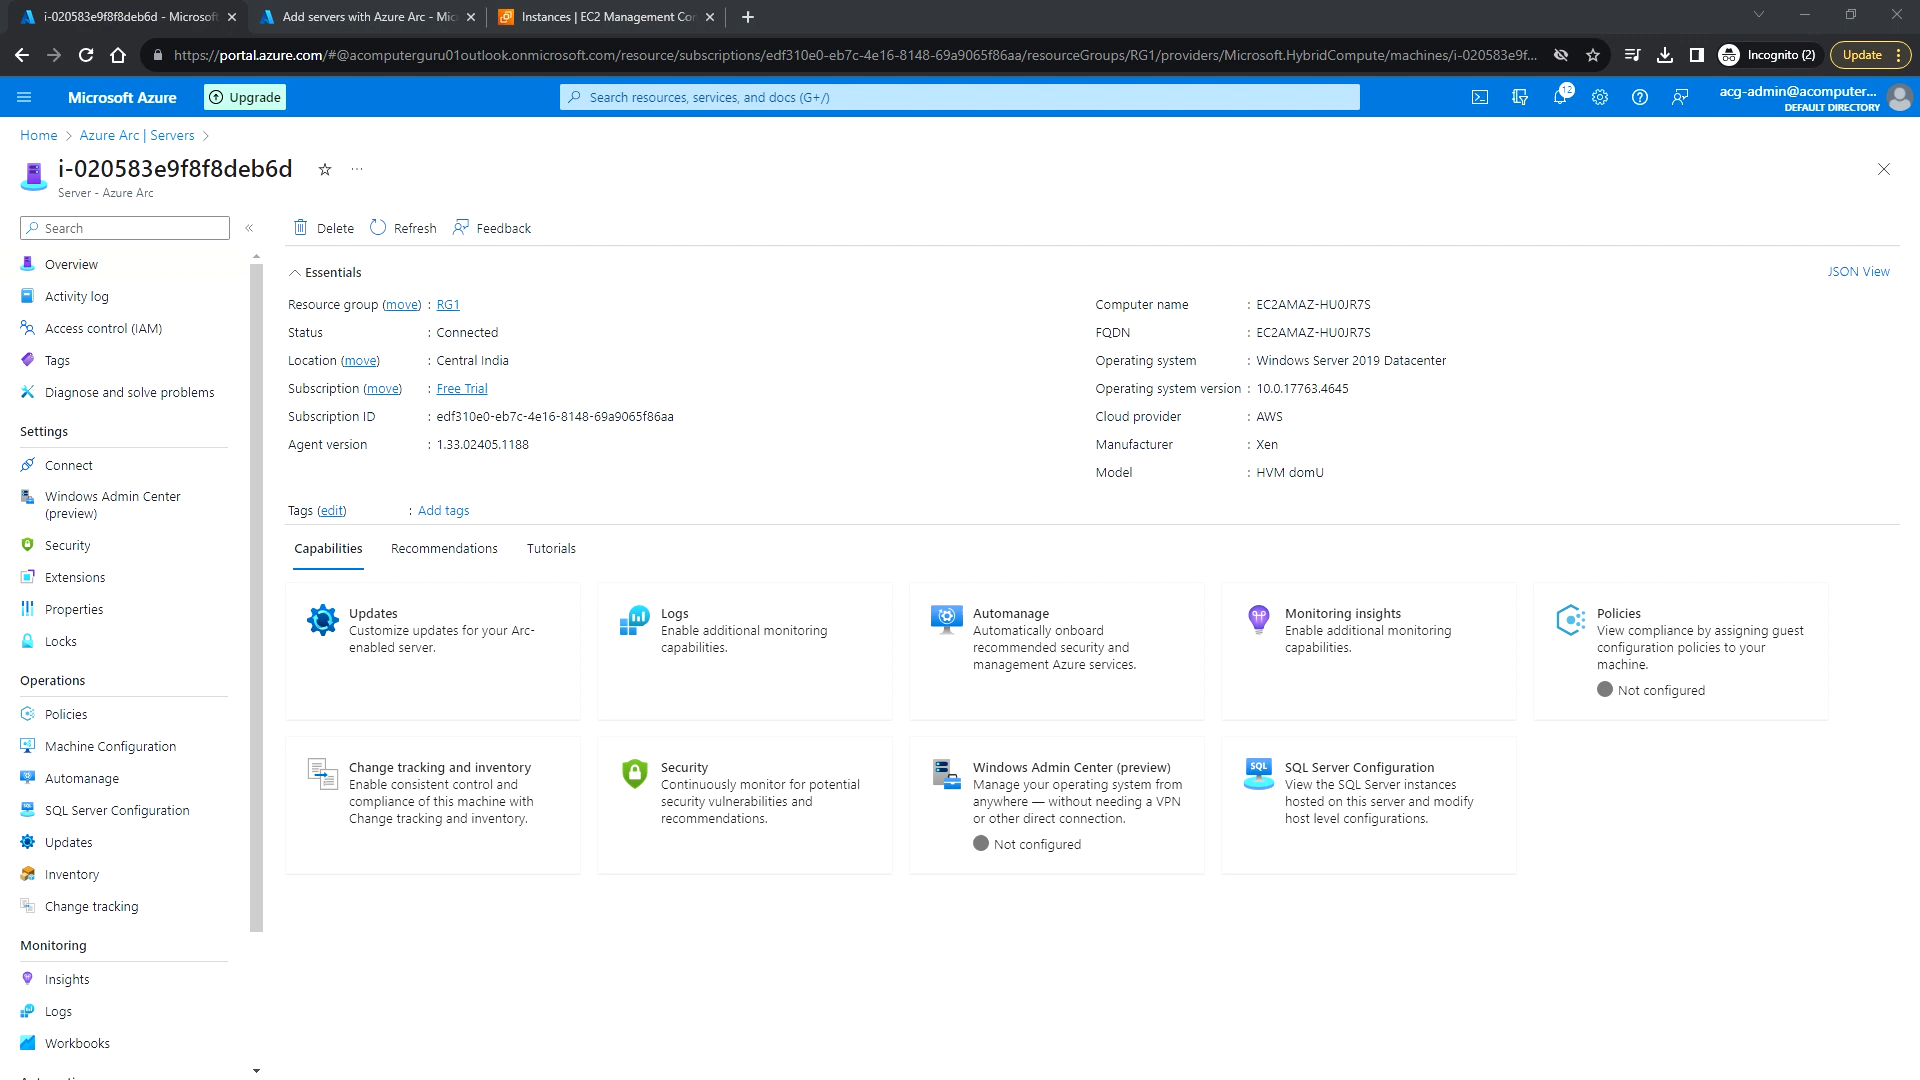 i-020583e9f8f8deb6d - Microsoft
Add servers with Azure Arc - Mic
Instances | EC2 Management Con
https://portal.azure.com/#@acomputerguru01outlook.onmicrosoft.com/resource/subscriptions/edf310e0-eb7c-4e16-8148-69a9065f86aa/resourceGroups/RG1/providers/Microsoft.HybridCompute/machines/i-020583e9f...
Incognito (2)
Update
Microsoft Azure
Upgrade
Search resources, services, and docs (G+/)
12
acg-admin@acomputer...
DEFAULT DIRECTORY
Home > Azure Arc | Servers >
i-020583e9f8f8deb6d
Server - Azure Arc
Search
Overview
Activity log
Access control (IAM)
Tags
Diagnose and solve problems
Settings
Connect
Windows Admin Center
(preview)
Security
Extensions
Properties
Locks
Operations
Policies
Machine Configuration
Automanage
SQL Server Configuration
Updates
Inventory
Change tracking
Monitoring
Insights
Logs
Workbooks
Delete
Refresh
Feedback
Essentials
JSON View
Resource group (move) : RG1
Status : Connected
Location (move) : Central India
Subscription (move) : Free Trial
Subscription ID : edf310e0-eb7c-4e16-8148-69a9065f86aa
Agent version : 1.33.02405.1188
Computer name : EC2AMAZ-HU0JR7S
FQDN : EC2AMAZ-HU0JR7S
Operating system : Windows Server 2019 Datacenter
Operating system version : 10.0.17763.4645
Cloud provider : AWS
Manufacturer : Xen
Model : HVM domU
Tags (edit) : Add tags
Capabilities
Recommendations
Tutorials
Updates
Customize updates for your Arc-
enabled server.
Logs
Enable additional monitoring
capabilities.
Automanage
Automatically onboard
recommended security and
management Azure services.
Monitoring insights
Enable additional monitoring
capabilities.
Policies
View compliance by assigning guest
configuration policies to your
machine.
Not configured
Change tracking and inventory
Enable consistent control and
compliance of this machine with
Change tracking and inventory.
Security
Continuously monitor for potential
security vulnerabilities and
recommendations.
Windows Admin Center (preview)
Manage your operating system from
anywhere — without needing a VPN
or other direct connection.
Not configured
SQL
SQL Server Configuration
View the SQL Server instances
hosted on this server and modify
host level configurations.